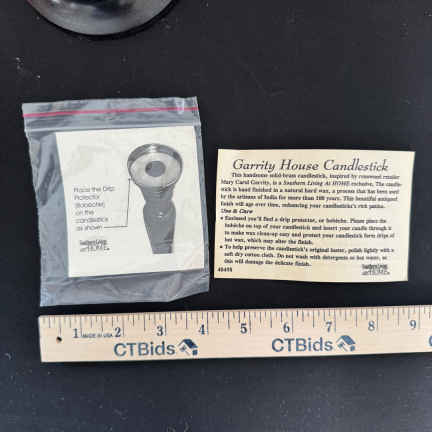 Place the Drip
Protector
(Bobèche)
on the
candlestick
as shown
Southern Living
AT HOME
Garrity House Candlestick
This handsome solid-brass candlestick, inspired by renowned retailer
Mary Carol Garrity, is a Southern Living At HOME exclusive. The candle-
stick is hand finished in a natural hard wax, a process that has been used
by the artisans of India for more than 100 years. This beautiful antiqued
finish will age over time, enhancing your candlestick's rich patina.
Use & Care
• Enclosed you'll find a drip protector, or bobèche. Please place the
bobèche on top of your candlestick and insert your candle through it
to make wax clean-up easy and protect your candlestick form drips of
hot wax, which may alter the finish.
• To help preserve the candlestick's original luster, polish lightly with a
soft dry cotton cloth. Do not wash with detergents or hot water, as
this will damage the delicate finish.
40498
Southern Living
AT HOME
1 MADE IN USA 2 3 4 5 6 7 8 9
CTBids CTBids